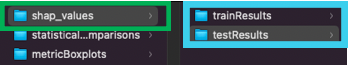 shap_values
statistical...mparisons
metricBoxplots
trainResults
testResults